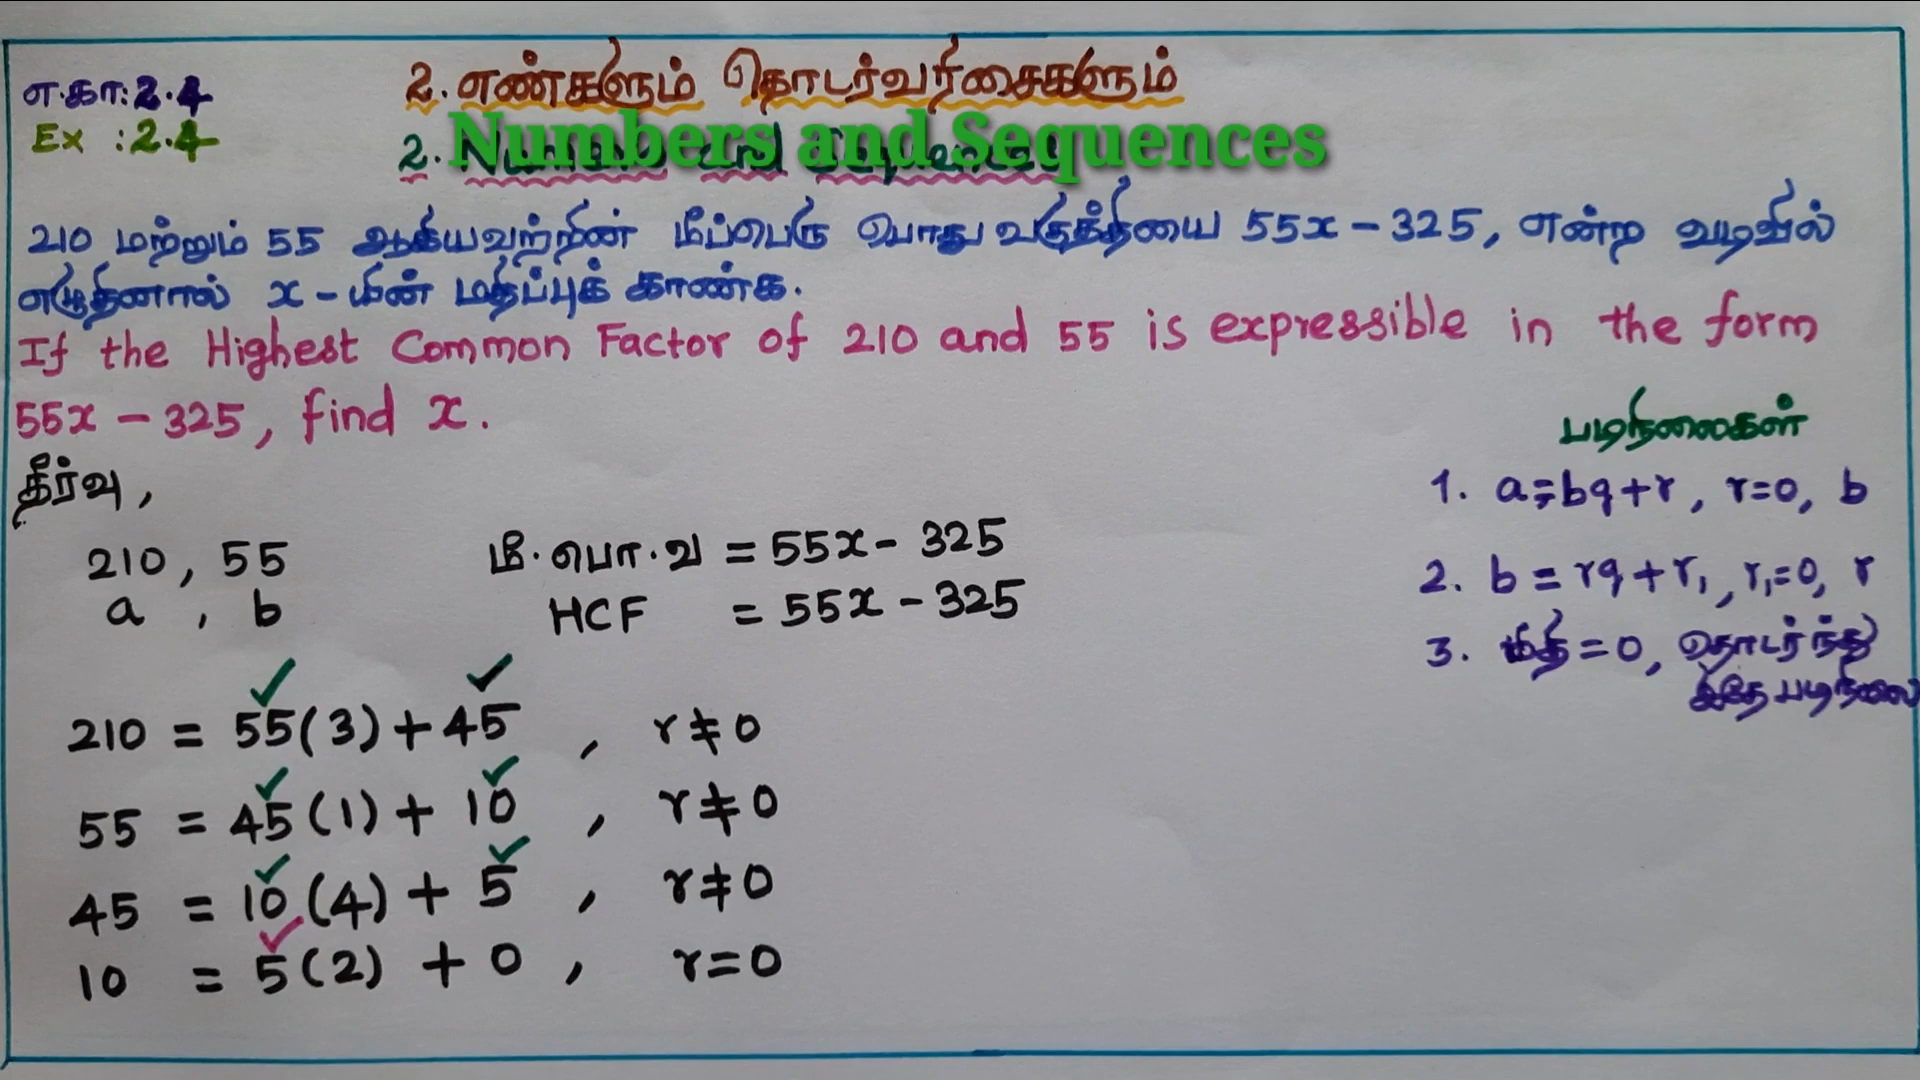 எ.கா:2.4
Ex :2.4
2. எண்களும் தொடர்வரிசைகளும்
Numbers and Sequences
2. Numbers and Sequences
210 மற்றும் 55 ஆகியவற்றின் மீப்பெரு பொது வகுத்தியை 55x - 325, என்ற வடிவில்
எழுதினால் x - யின் மதிப்புக் காண்க.
If the Highest Common Factor of 210 and 55 is expressible in the form
55x - 325, find x.
தீர்வு,
210, 55
a , b
மீ.பொ.வ = 55x - 325
HCF = 55x - 325
210 = 55(3) + 45 , r ≠ 0
55 = 45(1) + 10 , r ≠ 0
45 = 10(4) + 5 , r ≠ 0
10 = 5(2) + 0 , r = 0
படிநிலைகள்
1. a = bq + r, r=0, b
2. b = rq + r₁, r₁=0, r
3. மீதி = 0, தொடர்ந்து
இதே படிநிலை